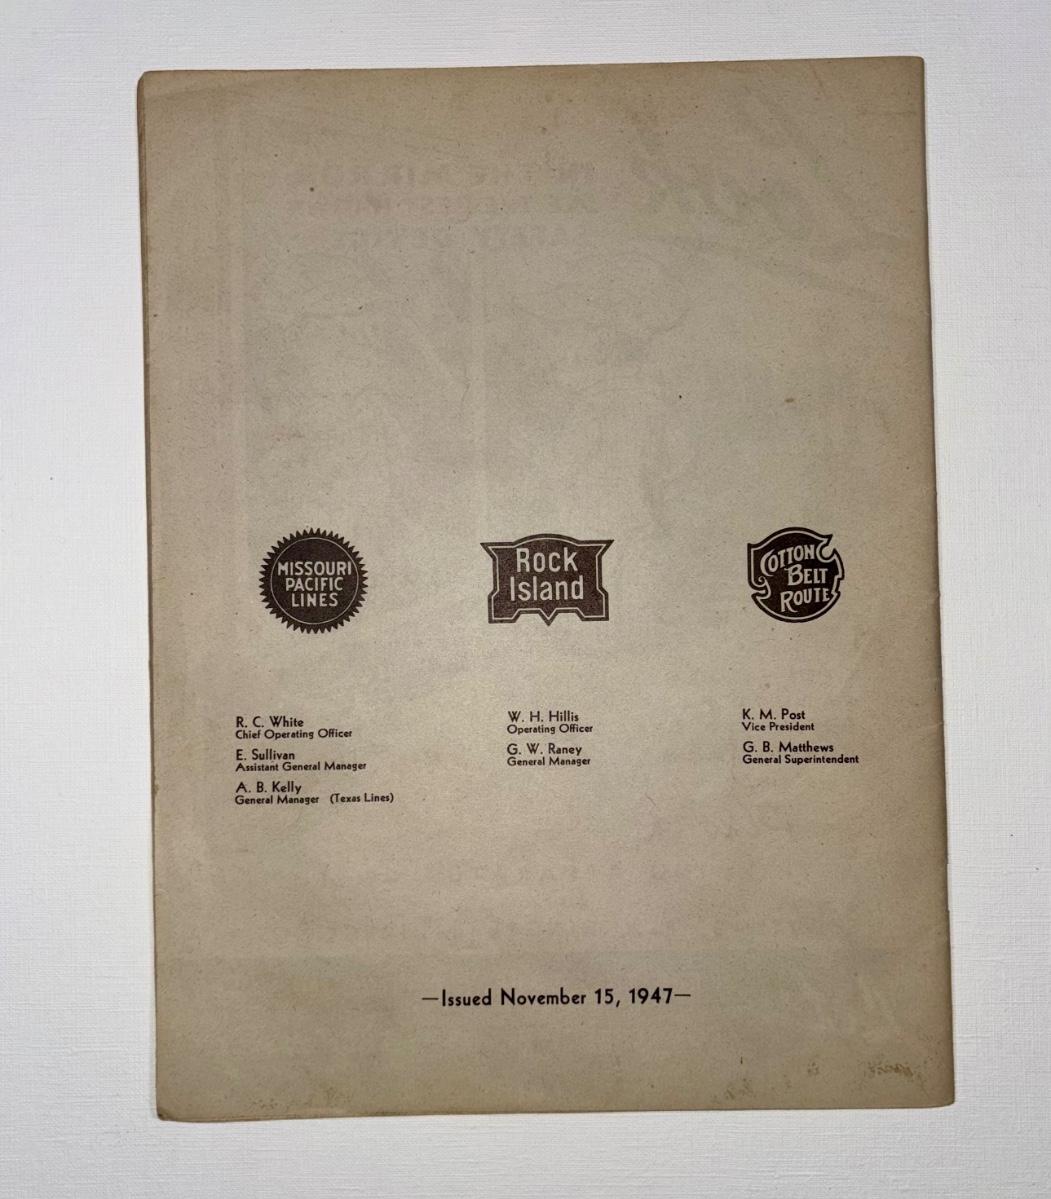 MISSOURI
PACIFIC
LINES
Rock
Island
COTTON
BELT
ROUTE
R. C. White
Chief Operating Officer
E. Sullivan
Assistant General Manager
A. B. Kelly
General Manager (Texas Lines)
W. H. Hillis
Operating Officer
G. W. Raney
General Manager
K. M. Post
Vice President
G. B. Matthews
General Superintendent
—Issued November 15, 1947—